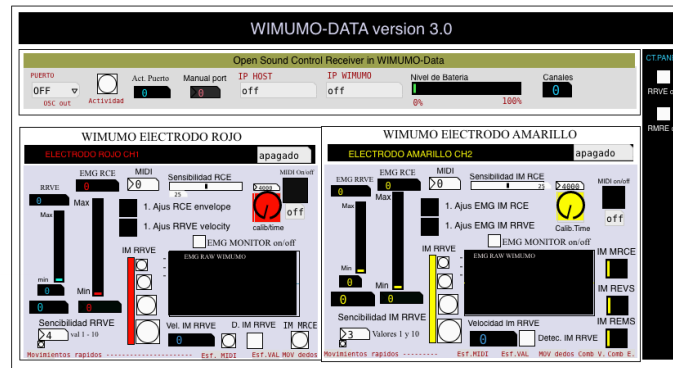 WIMUMO-DATA version 3.0
Open Sound Control Receiver in WIMUMO-Data
PUERTO
OFF
OSC out
Actividad
Act. Puerto
0
Manual port
0
IP HOST
off
IP WIMUMO
off
Nivel de Bateria
0% 100%
Canales
0
CT.PAN
RRVE
RMRE
WIMUMO ElECTRODO ROJO
ELECTRODO ROJO CH1
apagado
RRVE
0
Max
min
0
0
EMG RCE
0
Max
Min
0
MIDI
0
Sensibilidad RCE
25
4000
calib/time
MIDI On/off
off
1. Ajus RCE envelope
1. Ajus RRVE velocity
EMG MONITOR on/off
IM RRVE
EMG RAW WIMUMO
Sencibilidad RRVE
4 val 1 - 10
Vel. IM RRVE
0
D. IM RRVE
IM MRCE
Movimientos rapidos -------------------- Esf. MIDI Esf.VAL MOV dedos
WIMUMO ElECTRODO AMARILLO
ELECTRODO AMARILLO CH2
apagado
EMG RRVE
0
Max
Min
0
0
EMG RCE
0
Max
Min
0
MIDI
0
Sensibilidad IM RCE
25
4000
Calib.Time
MIDI on/off
off
1. Ajus EMG IM RCE
1. Ajus EMG IM RRVE
EMG MONITOR on/off
IM RRVE
EMG RAW WIMUMO
IM MRCE
IM REVS
IM REMS
Sencibilidad IM RRVE
3 Valores 1 y 10
Velocidad Im RRVE
0
Detec. IM RRVE
Movimientos rapidos ------------- Esf.MIDI Esf.VAL MOV dedos Comb V. Comb E.